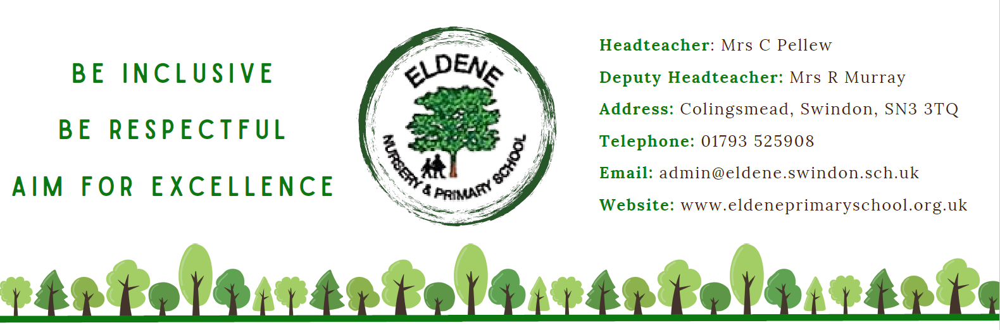 BE INCLUSIVE
BE RESPECTFUL
AIM FOR EXCELLENCE
ELDENE
NURSERY & PRIMARY SCHOOL
Headteacher: Mrs C Pellew
Deputy Headteacher: Mrs R Murray
Address: Colingsmead, Swindon, SN3 3TQ
Telephone: 01793 525908
Email: admin@eldene.swindon.sch.uk
Website: www.eldeneprimaryschool.org.uk